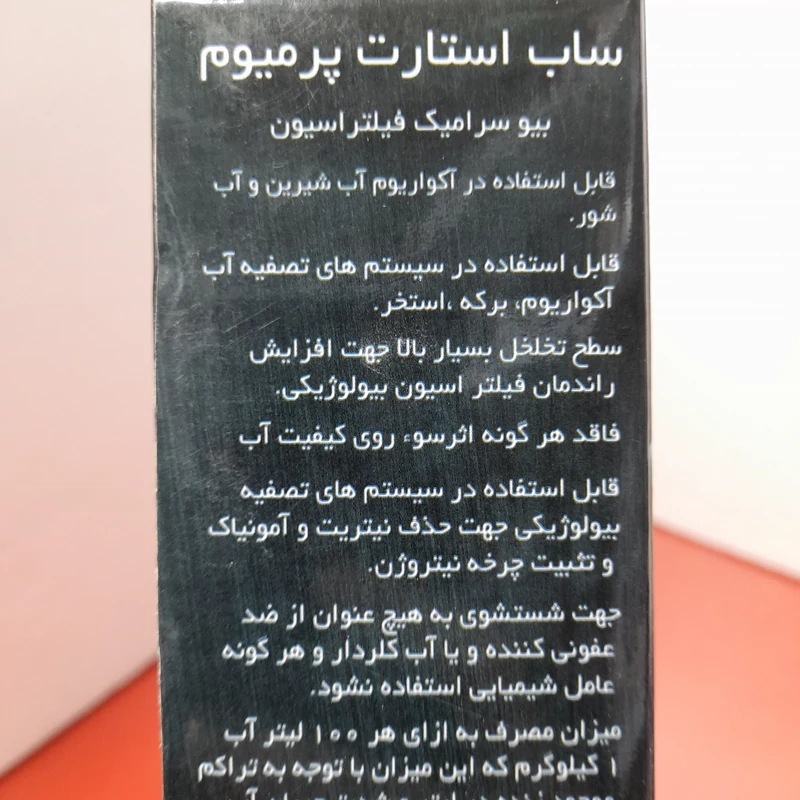 ساب استارت پرمیوم
بیو سرامیک فیلتراسیون
قابل استفاده در آکواریوم آب شیرین و آب
شور.
قابل استفاده در سیستم های تصفیه آب
آکواریوم، برکه ،استخر.
سطح تخلخل بسیار بالا جهت افزایش
راندمان فیلتر اسیون بیولوژیکی.
فاقد هر گونه اثرسوء روی کیفیت آب
قابل استفاده در سیستم های تصفیه
بیولوژیکی جهت حذف نیتریت و آمونیاک
و تثبیت چرخه نیتروژن.
جهت شستشوی به هیچ عنوان از ضد
عفونی کننده و یا آب کلردار و هر گونه
عامل شیمیایی استفاده نشود.
میزان مصرف به ازای هر ۱۰۰ لیتر آب
۱ کیلوگرم که این میزان با توجه به تراکم